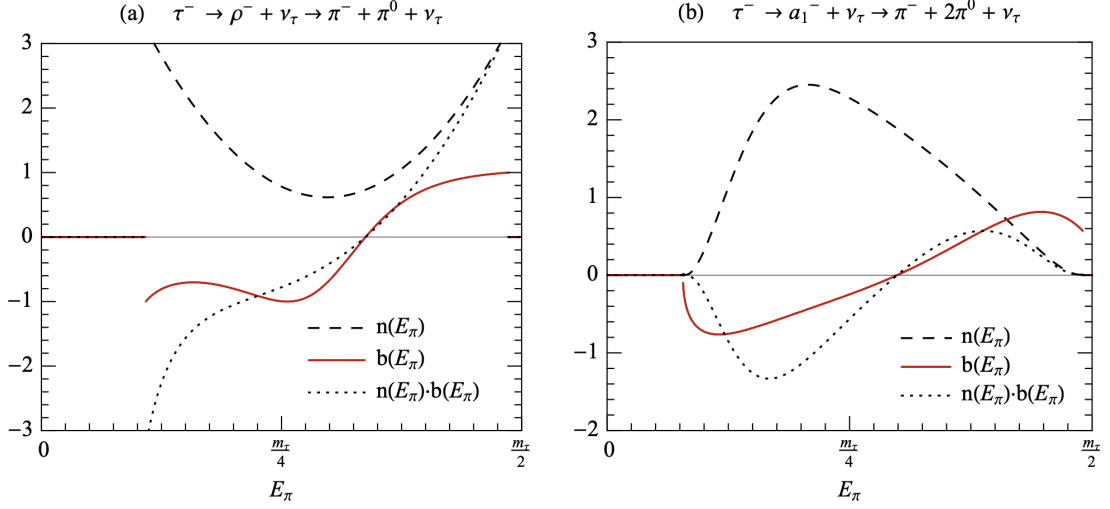 (a) τ⁻ → ρ⁻ + ν_τ → π⁻ + π⁰ + ν_τ
3
2
1
0
−1
−2
−3
n(E_π)
b(E_π)
n(E_π)·b(E_π)
0
m_τ/4
m_τ/2
E_π
(b) τ⁻ → a₁⁻ + ν_τ → π⁻ + 2π⁰ + ν_τ
3
2
1
0
−1
−2
n(E_π)
b(E_π)
n(E_π)·b(E_π)
0
m_τ/4
m_τ/2
E_π